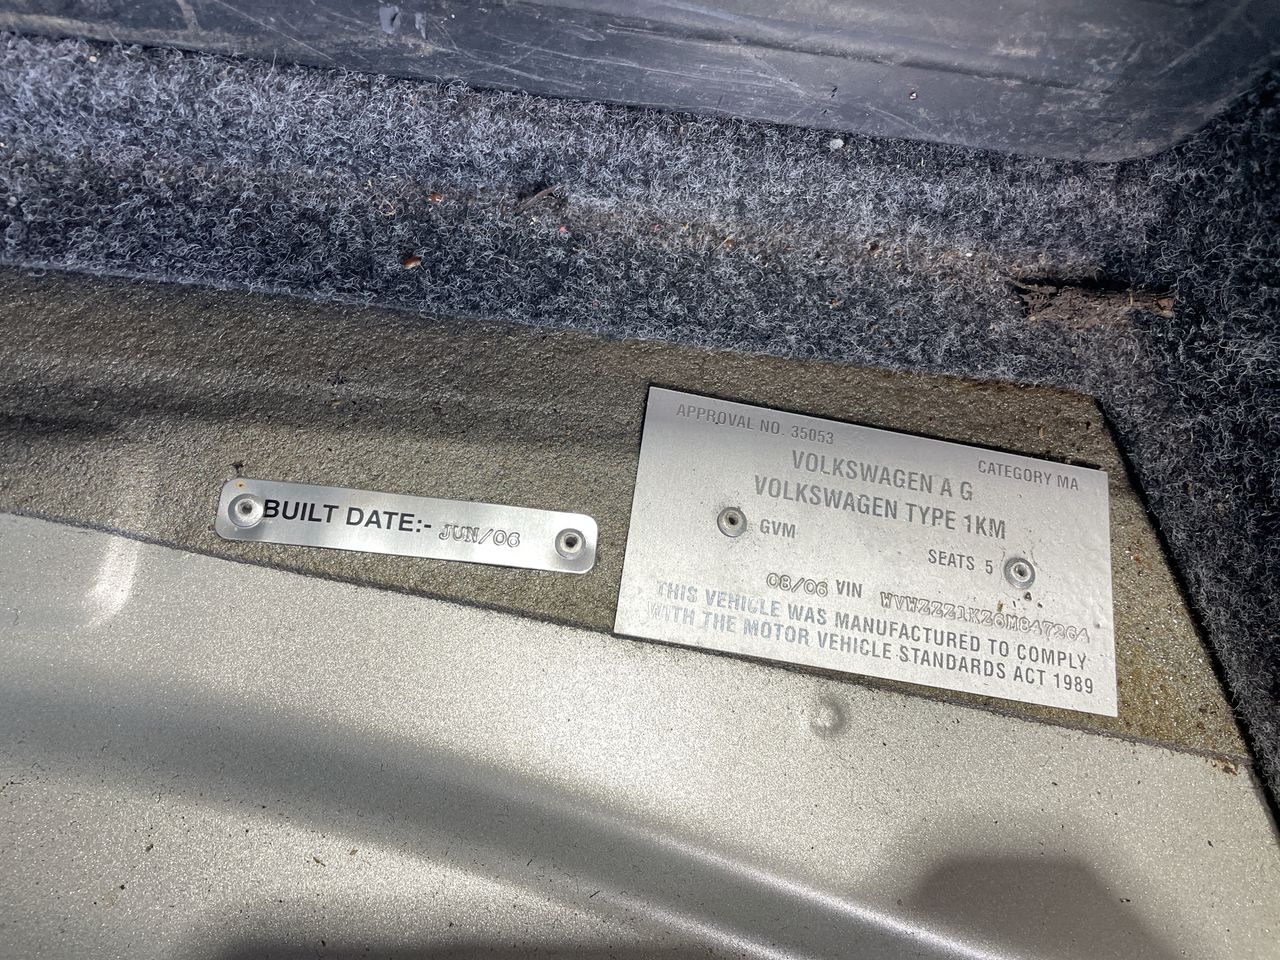 BUILT DATE:- JUN/06
APPROVAL NO. 35053
CATEGORY MA
VOLKSWAGEN A G
VOLKSWAGEN TYPE 1KM
GVM
SEATS 5
08/06 VIN WVWZZZ1KZ6M847264
THIS VEHICLE WAS MANUFACTURED TO COMPLY
WITH THE MOTOR VEHICLE STANDARDS ACT 1989